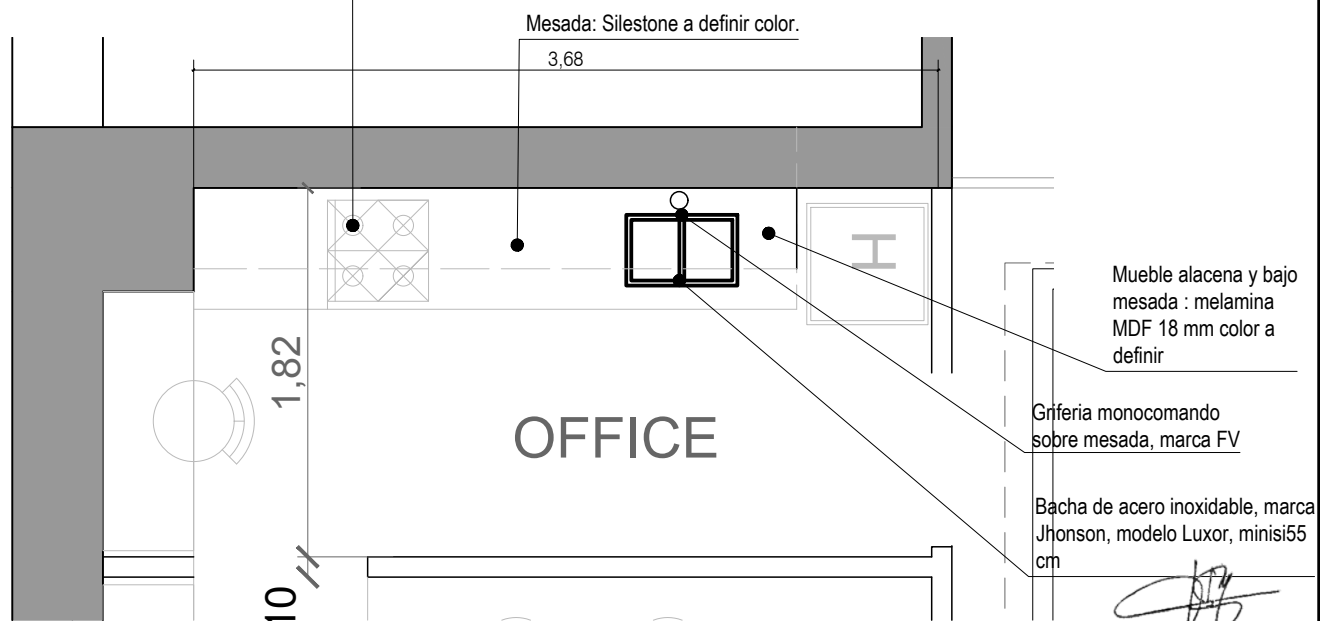 Mesada: Silestone a definir color.
3,68
H
Mueble alacena y bajo
mesada : melamina
MDF 18 mm color a
definir
1,82
OFFICE
Griferia monocomando
sobre mesada, marca FV
Bacha de acero inoxidable, marca
Jhonson, modelo Luxor, minisi55
cm
10